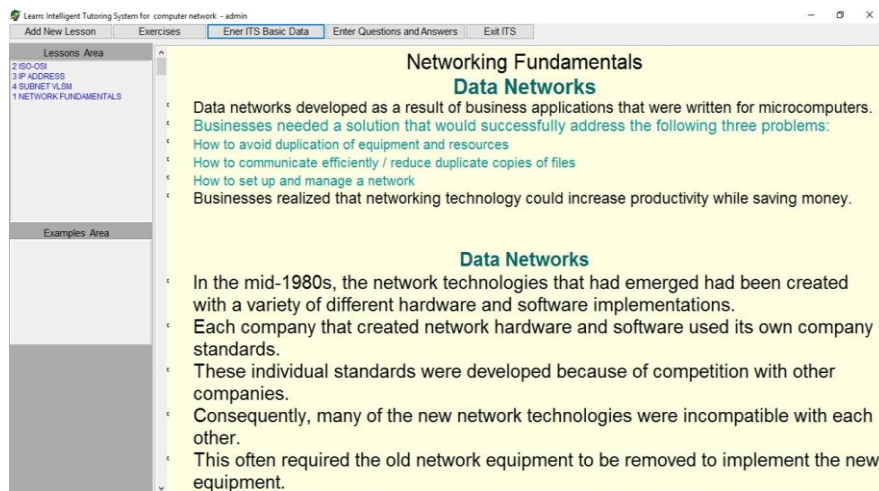 Learn: Intelligent Tutoring System for computer network - admin
Add New Lesson Exercises Ener ITS Basic Data Enter Questions and Answers Exit ITS
Lessons Area
2 ISO-OSI
3 IP ADDRESS
4 SUBNET VLSM
1 NETWORK FUNDAMENTALS
Examples Area
Networking Fundamentals
Data Networks
Data networks developed as a result of business applications that were written for microcomputers.
Businesses needed a solution that would successfully address the following three problems:
How to avoid duplication of equipment and resources
How to communicate efficiently / reduce duplicate copies of files
How to set up and manage a network
Businesses realized that networking technology could increase productivity while saving money.
Data Networks
In the mid-1980s, the network technologies that had emerged had been created
with a variety of different hardware and software implementations.
Each company that created network hardware and software used its own company
standards.
These individual standards were developed because of competition with other
companies.
Consequently, many of the new network technologies were incompatible with each
other.
This often required the old network equipment to be removed to implement the new
equipment.